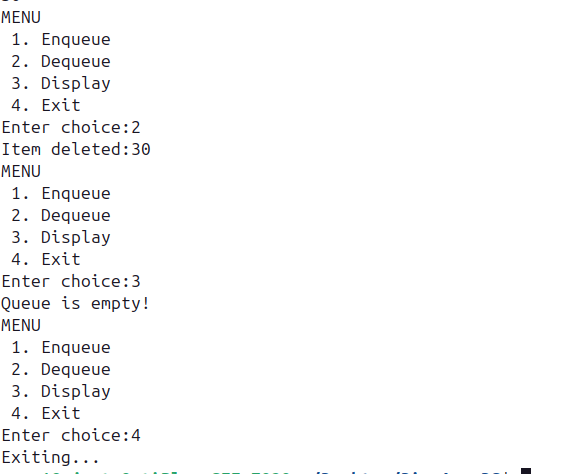 MENU
 1. Enqueue
 2. Dequeue
 3. Display
 4. Exit
Enter choice:2
Item deleted:30
MENU
 1. Enqueue
 2. Dequeue
 3. Display
 4. Exit
Enter choice:3
Queue is empty!
MENU
 1. Enqueue
 2. Dequeue
 3. Display
 4. Exit
Enter choice:4
Exiting...